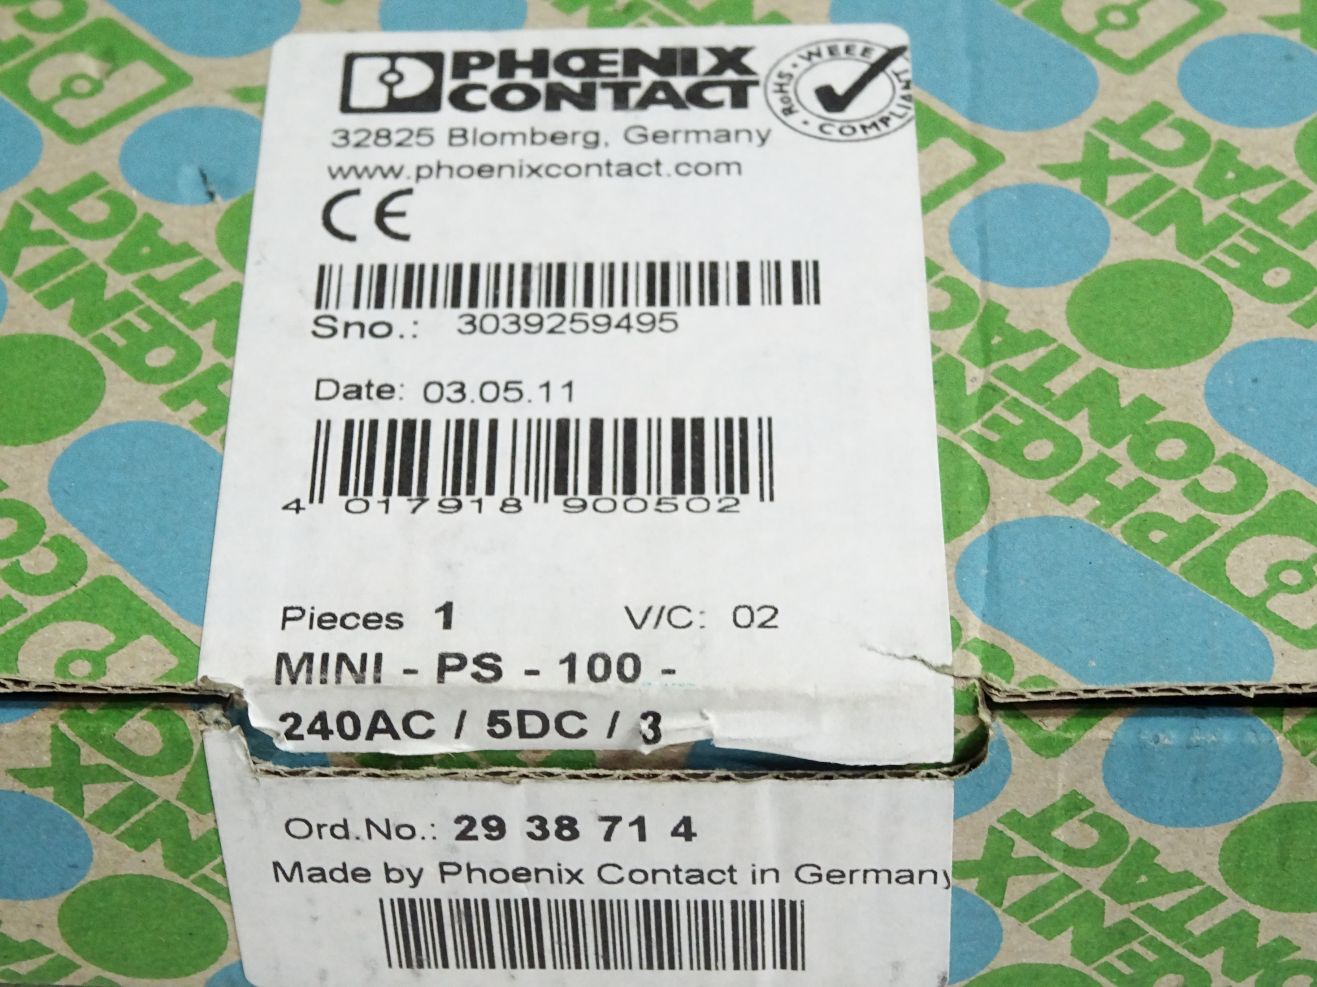 PHŒNIX
CONTACT
RoHS · WEEE
· COMPLIANT
32825 Blomberg, Germany
www.phoenixcontact.com
CE
Sno.: 3039259495
Date: 03.05.11
4 017918 900502
Pieces 1 V/C: 02
MINI - PS - 100 -
240AC / 5DC / 3
Ord.No.: 29 38 71 4
Made by Phoenix Contact in Germany